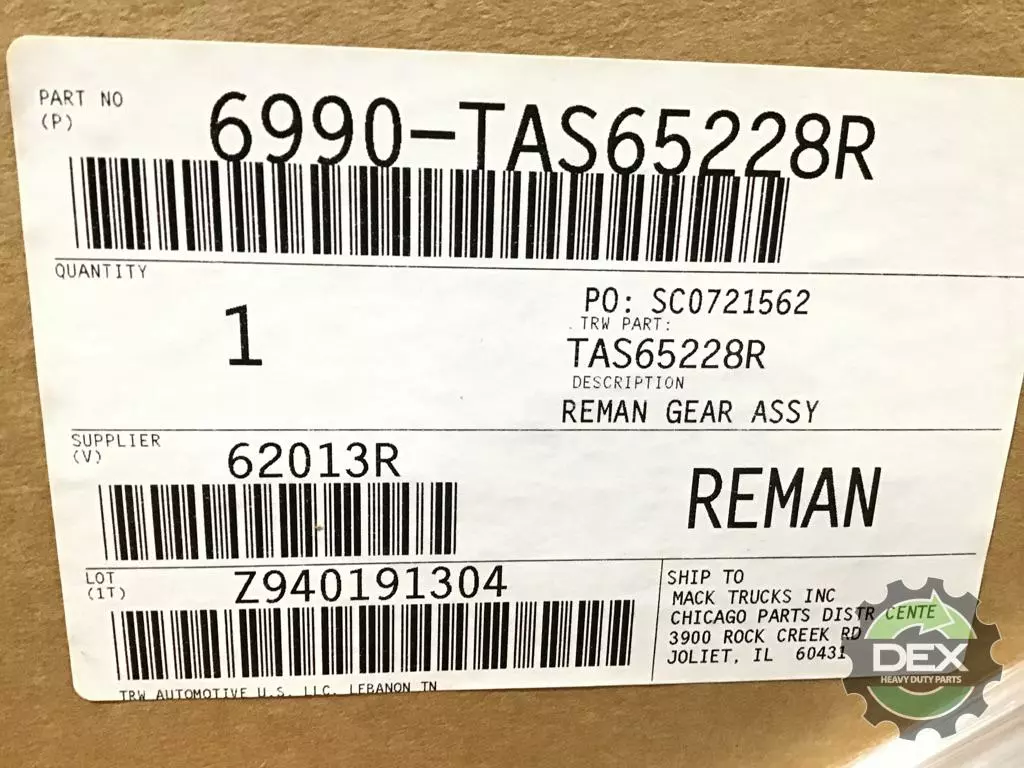 PART NO
(P)
6990-TAS65228R
QUANTITY
1
PO: SC0721562
TRW PART:
TAS65228R
DESCRIPTION
REMAN GEAR ASSY
SUPPLIER
(V)
62013R
REMAN
LOT
(1T)
Z940191304
SHIP TO
MACK TRUCKS INC
CHICAGO PARTS DISTR CENTE
3900 ROCK CREEK RD
JOLIET, IL 60431
TRW AUTOMOTIVE U.S. LLC, LEBANON TN
DEX
HEAVY DUTY PARTS